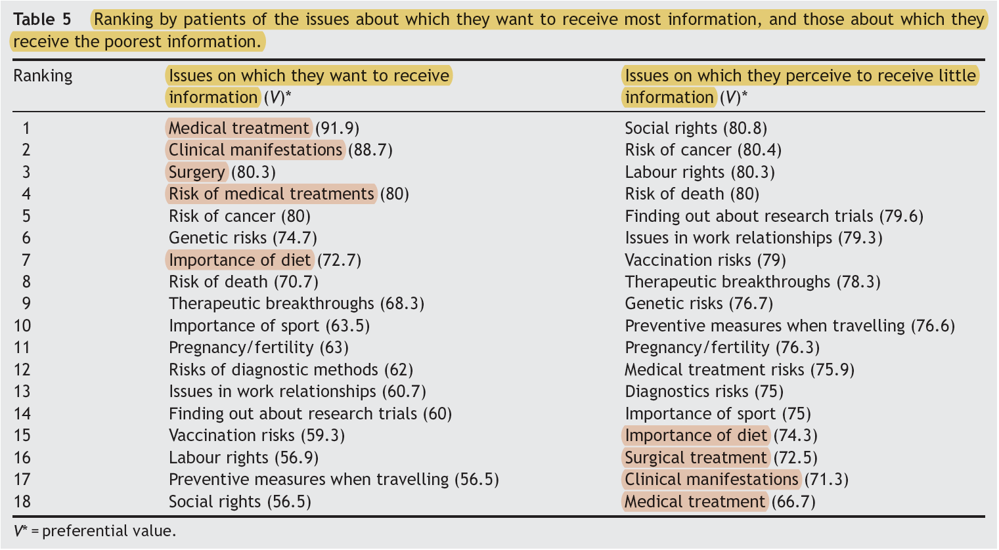 Table 5 Ranking by patients of the issues about which they want to receive most information, and those about which they
receive the poorest information.
Ranking Issues on which they want to receive Issues on which they perceive to receive little
information (V)* information (V)*
1 Medical treatment (91.9) Social rights (80.8)
2 Clinical manifestations (88.7) Risk of cancer (80.4)
3 Surgery (80.3) Labour rights (80.3)
4 Risk of medical treatments (80) Risk of death (80)
5 Risk of cancer (80) Finding out about research trials (79.6)
6 Genetic risks (74.7) Issues in work relationships (79.3)
7 Importance of diet (72.7) Vaccination risks (79)
8 Risk of death (70.7) Therapeutic breakthroughs (78.3)
9 Therapeutic breakthroughs (68.3) Genetic risks (76.7)
10 Importance of sport (63.5) Preventive measures when travelling (76.6)
11 Pregnancy/fertility (63) Pregnancy/fertility (76.3)
12 Risks of diagnostic methods (62) Medical treatment risks (75.9)
13 Issues in work relationships (60.7) Diagnostics risks (75)
14 Finding out about research trials (60) Importance of sport (75)
15 Vaccination risks (59.3) Importance of diet (74.3)
16 Labour rights (56.9) Surgical treatment (72.5)
17 Preventive measures when travelling (56.5) Clinical manifestations (71.3)
18 Social rights (56.5) Medical treatment (66.7)
V* = preferential value.